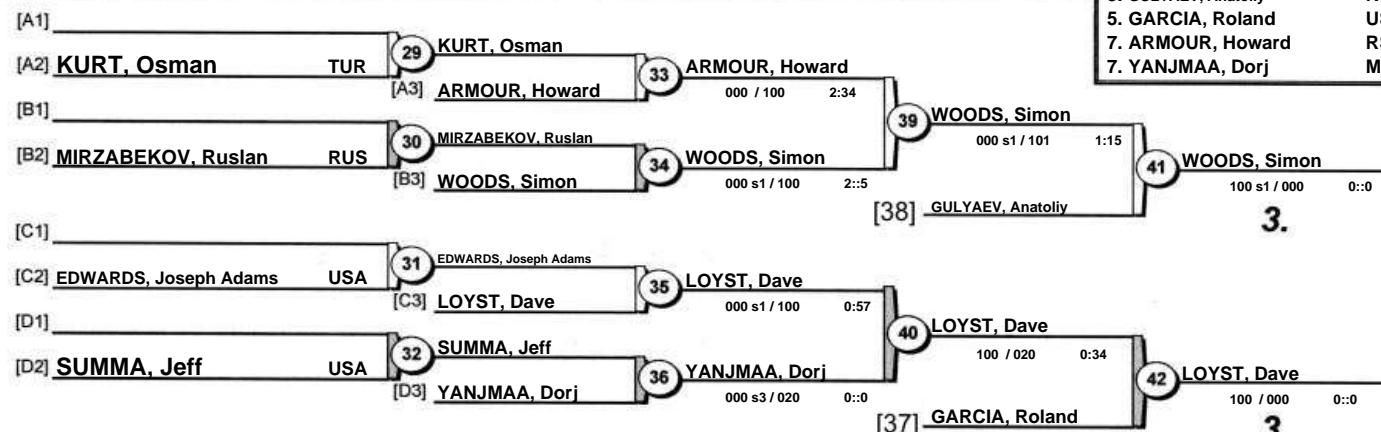 5. GARCIA, Roland
7. ARMOUR, Howard
7. YANJMAA, Dorj
[A1]
[A2] KURT, Osman TUR
29
KURT, Osman
[A3] ARMOUR, Howard
33
ARMOUR, Howard
000 / 100 2:34
[B1]
[B2] MIRZABEKOV, Ruslan RUS
30
MIRZABEKOV, Ruslan
[B3] WOODS, Simon
34
WOODS, Simon
000 s1 / 100 2::5
39
WOODS, Simon
000 s1 / 101 1:15
[38] GULYAEV, Anatoliy
41
WOODS, Simon
100 s1 / 000 0::0
3.
[C1]
[C2] EDWARDS, Joseph Adams USA
31
EDWARDS, Joseph Adams
[C3] LOYST, Dave
35
LOYST, Dave
000 s1 / 100 0:57
[D1]
[D2] SUMMA, Jeff USA
32
SUMMA, Jeff
[D3] YANJMAA, Dorj
36
YANJMAA, Dorj
000 s3 / 020 0::0
40
LOYST, Dave
100 / 020 0:34
[37] GARCIA, Roland
42
LOYST, Dave
100 / 000 0::0
3